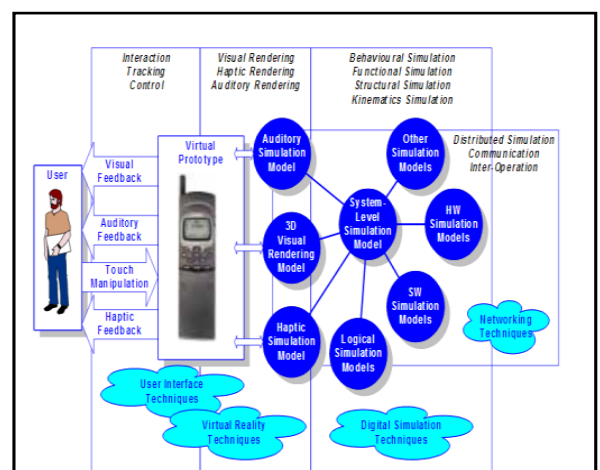 Interaction
Tracking
Control
Visual Rendering
Haptic Rendering
Auditory Rendering
Behavioural Simulation
Functional Simulation
Structural Simulation
Kinematics Simulation
Distributed Simulation
Communication
Inter-Operation
User
Visual
Feedback
Auditory
Feedback
Touch
Manipulation
Haptic
Feedback
Virtual
Prototype
Auditory
Simulation
Model
3D
Visual
Rendering
Model
Haptic
Simulation
Model
System-
Level
Simulation
Model
Other
Simulation
Models
HW
Simulation
Models
SW
Simulation
Models
Logical
Simulation
Models
Networking
Techniques
User Interface
Techniques
Virtual Reality
Techniques
Digital Simulation
Techniques